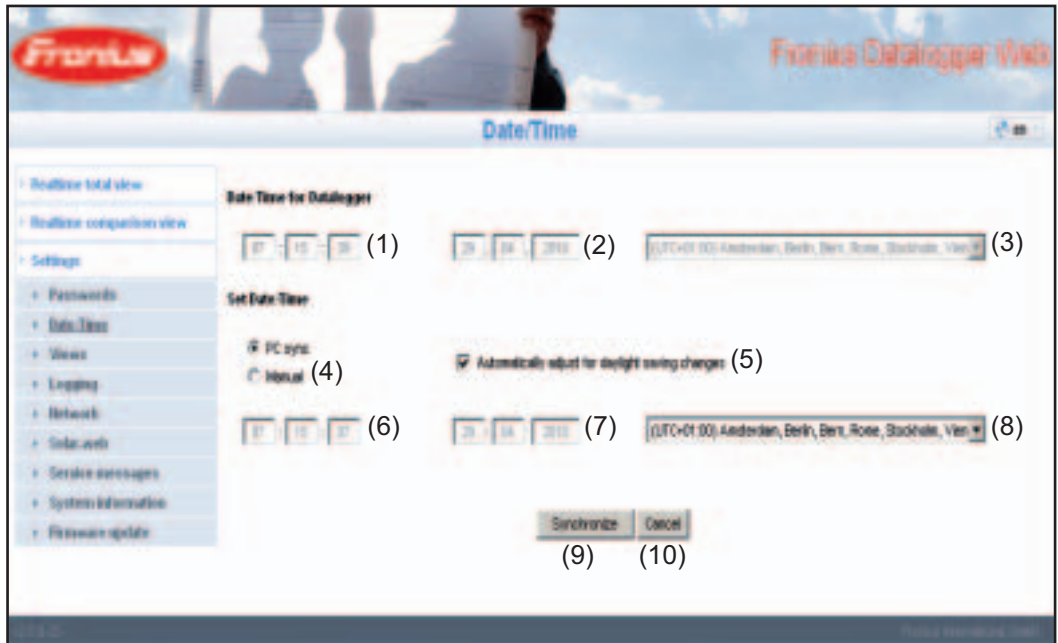 Fronius
Fronius Datalogger Web
Date/Time
Realtime total view
Realtime comparison view
Settings
Passwords
Date/Time
Views
Logging
Network
Solar.web
Service messages
System information
Firmware update
Date/Time for Datalogger
(1)
(2)
2010
(UTC+01:00) Amsterdam, Berlin, Bern, Rome, Stockholm, Vien
(3)
Set Date/Time
PC sync
Manual
(4)
Automatically adjust for daylight saving changes
(5)
(6)
2010
(7)
(UTC+01:00) Amsterdam, Berlin, Bern, Rome, Stockholm, Vien
(8)
Synchronize
Cancel
(9)
(10)